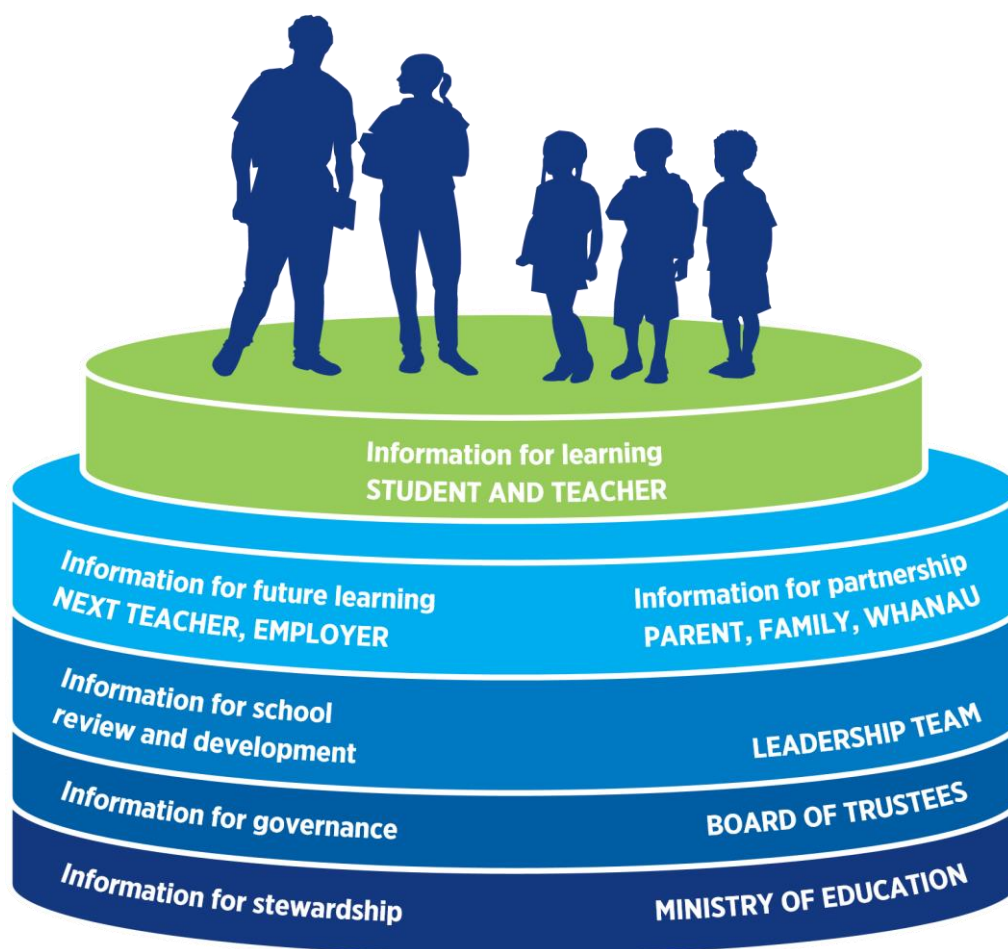 Information for learning
STUDENT AND TEACHER
Information for future learning
NEXT TEACHER, EMPLOYER
Information for partnership
PARENT, FAMILY, WHANAU
Information for school
review and development
LEADERSHIP TEAM
Information for governance
BOARD OF TRUSTEES
Information for stewardship
MINISTRY OF EDUCATION